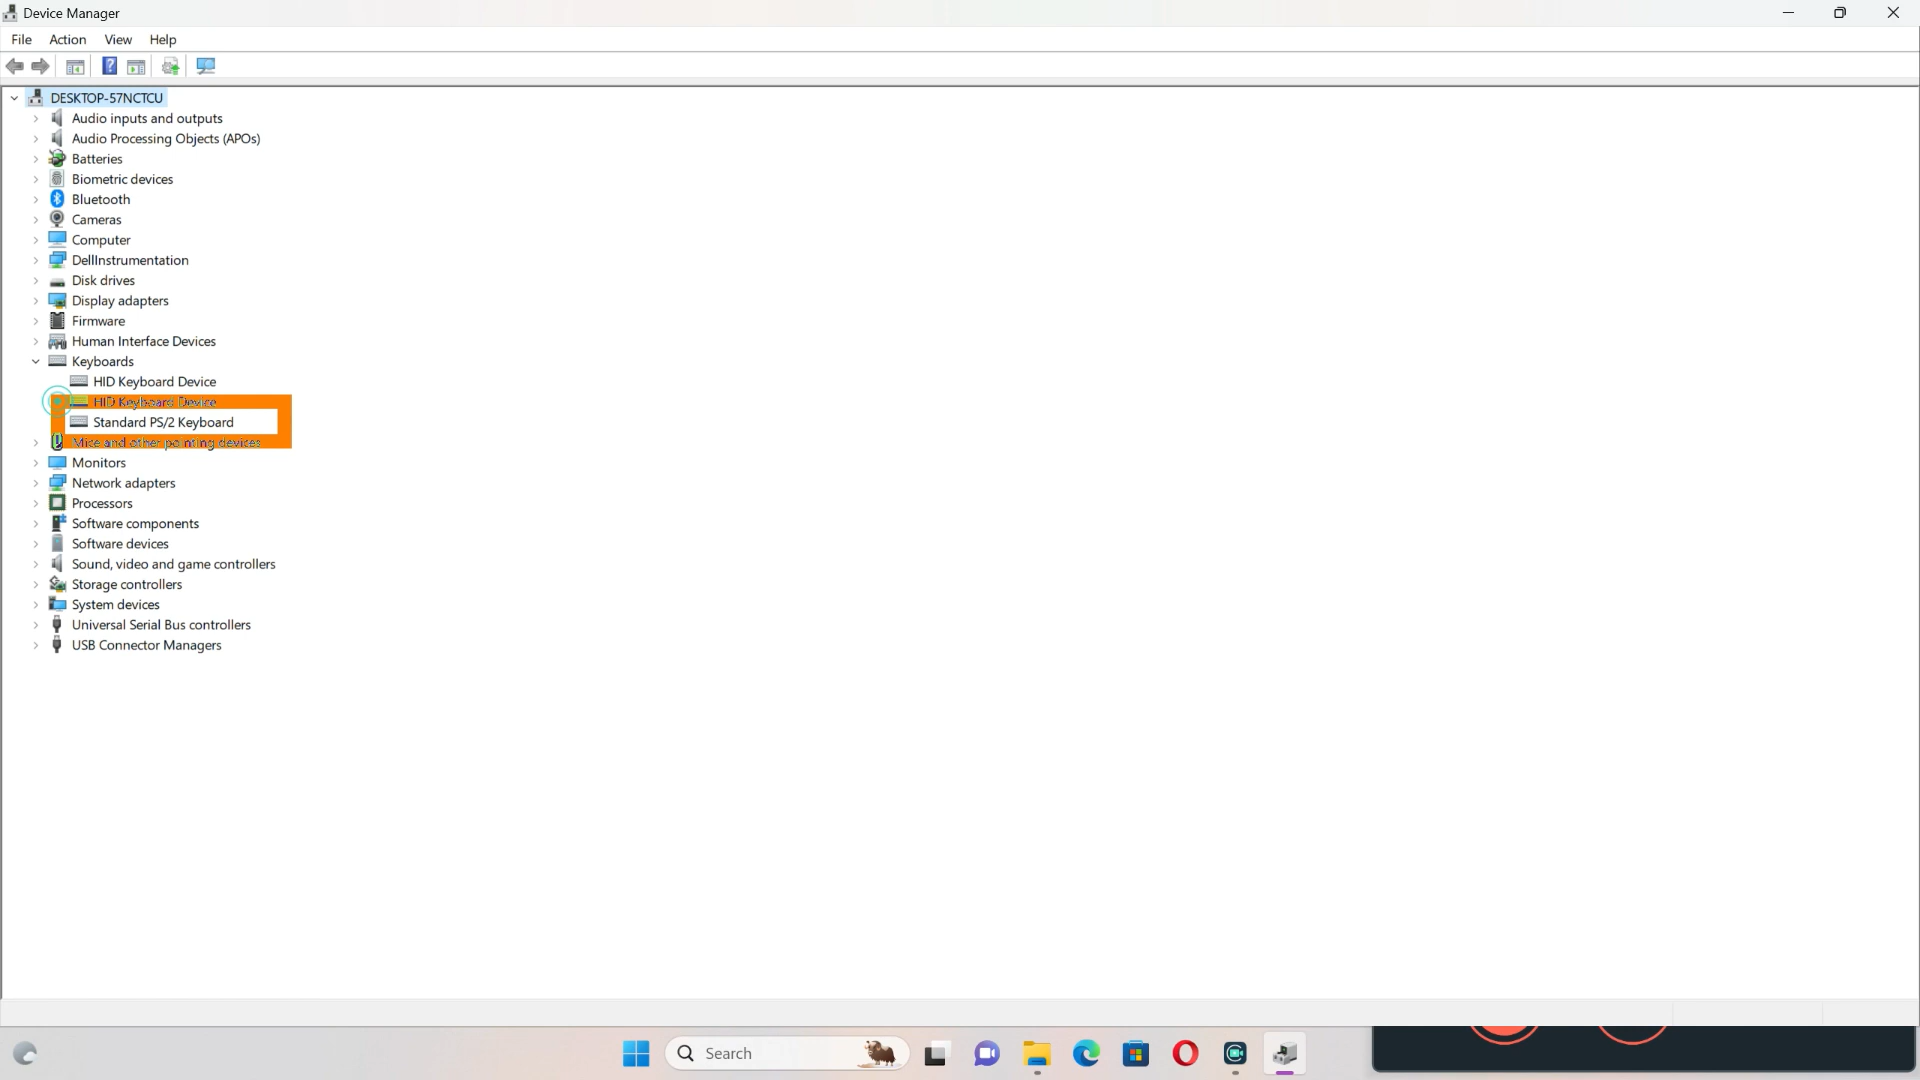 Device Manager
File Action View Help
DESKTOP-57NCTCU
Audio inputs and outputs
Audio Processing Objects (APOs)
Batteries
Biometric devices
Bluetooth
Cameras
Computer
DellInstrumentation
Disk drives
Display adapters
Firmware
Human Interface Devices
Keyboards
HID Keyboard Device
HID Keyboard Device
Standard PS/2 Keyboard
Mice and other pointing devices
Monitors
Network adapters
Processors
Software components
Software devices
Sound, video and game controllers
Storage controllers
System devices
Universal Serial Bus controllers
USB Connector Managers
Search